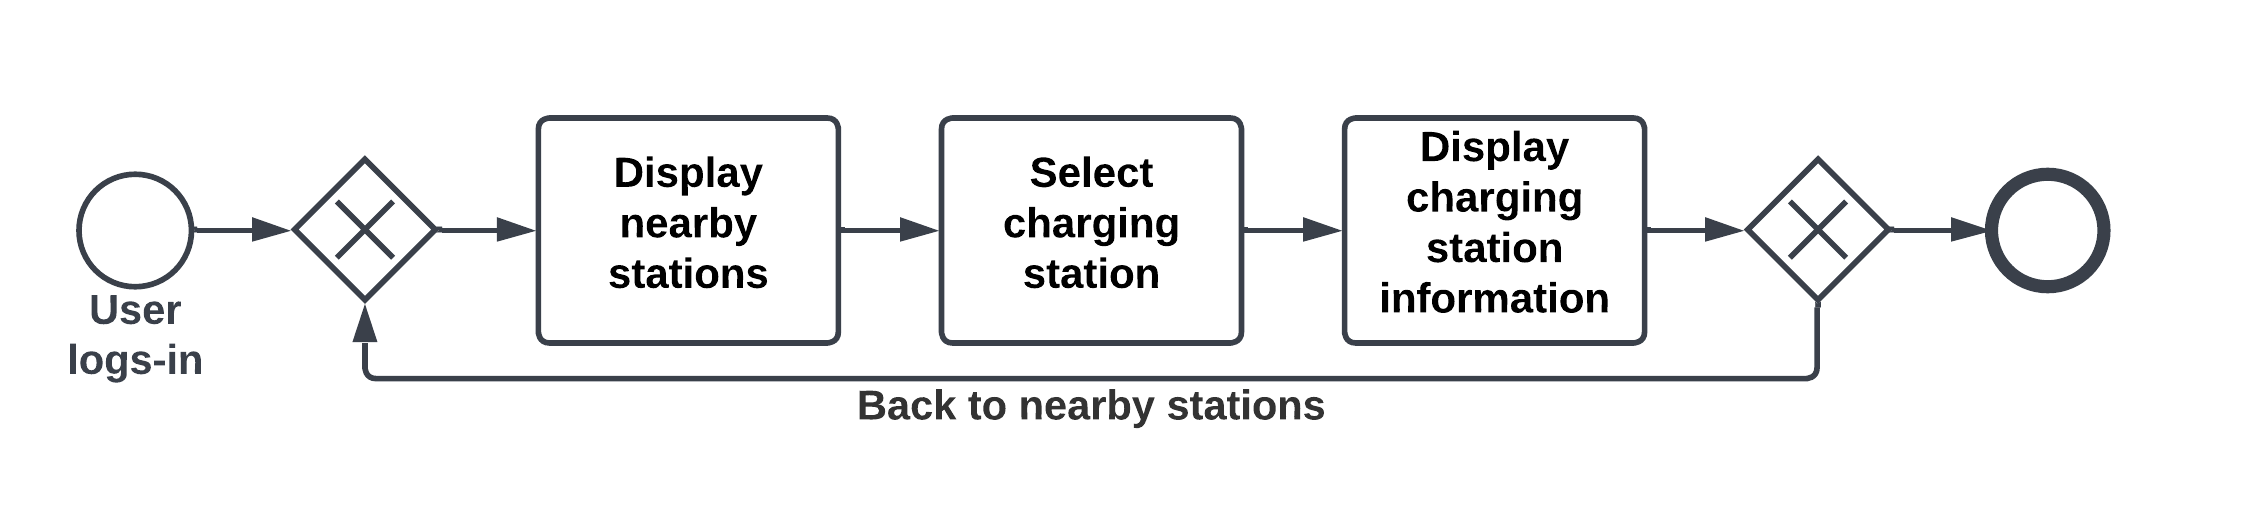 User
logs-in
Display
nearby
stations
Select
charging
station
Display
charging
station
information
Back to nearby stations